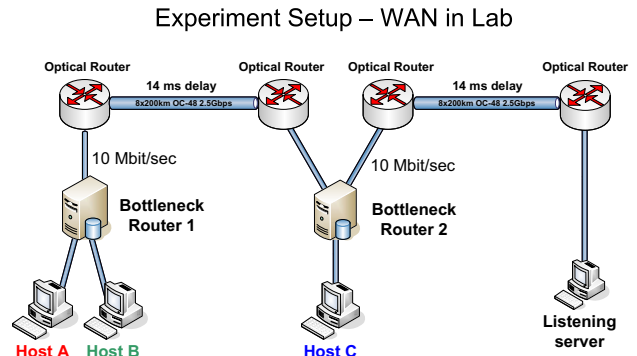 Experiment Setup – WAN in Lab
Optical Router
Optical Router
Optical Router
Optical Router
14 ms delay
14 ms delay
8x200km OC-48 2.5Gbps
8x200km OC-48 2.5Gbps
10 Mbit/sec
10 Mbit/sec
Bottleneck
Router 1
Bottleneck
Router 2
Host A
Host B
Host C
Listening
server